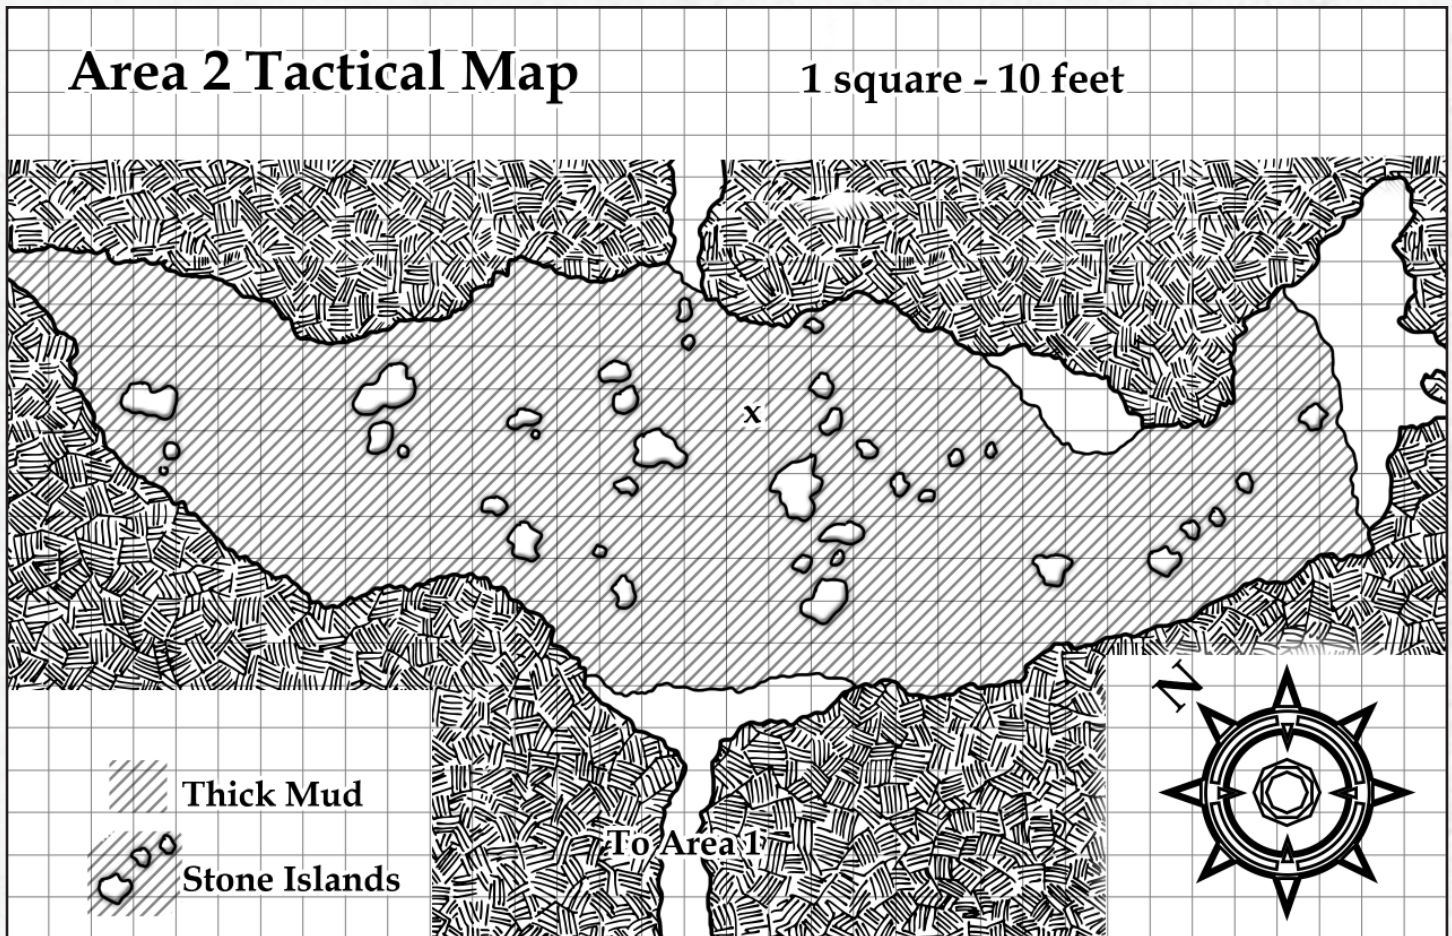 Area 2 Tactical Map
1 square - 10 feet
x
N
Thick Mud
To Area 1
Stone Islands